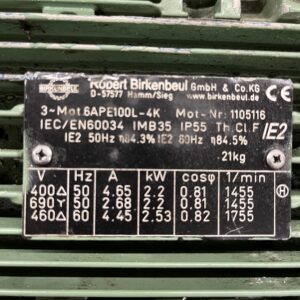 BIRKENBEUL
Robert Birkenbeul GmbH & Co.KG
D-57577 Hamm/Sieg www.birkenbeul.de
3~Mot.6APE100L-4K Mot-Nr. 1105116
IEC/EN60034 IMB35 IP55 Th.Cl.F IE2
IE2 50Hz η84.3% IE2 60Hz η84.5%
21kg
V Hz A kW cosφ 1/min
400Δ 50 4.65 2.2 0.81 1455
690Y 50 2.68 2.2 0.81 1455
460Δ 60 4.45 2.53 0.82 1755